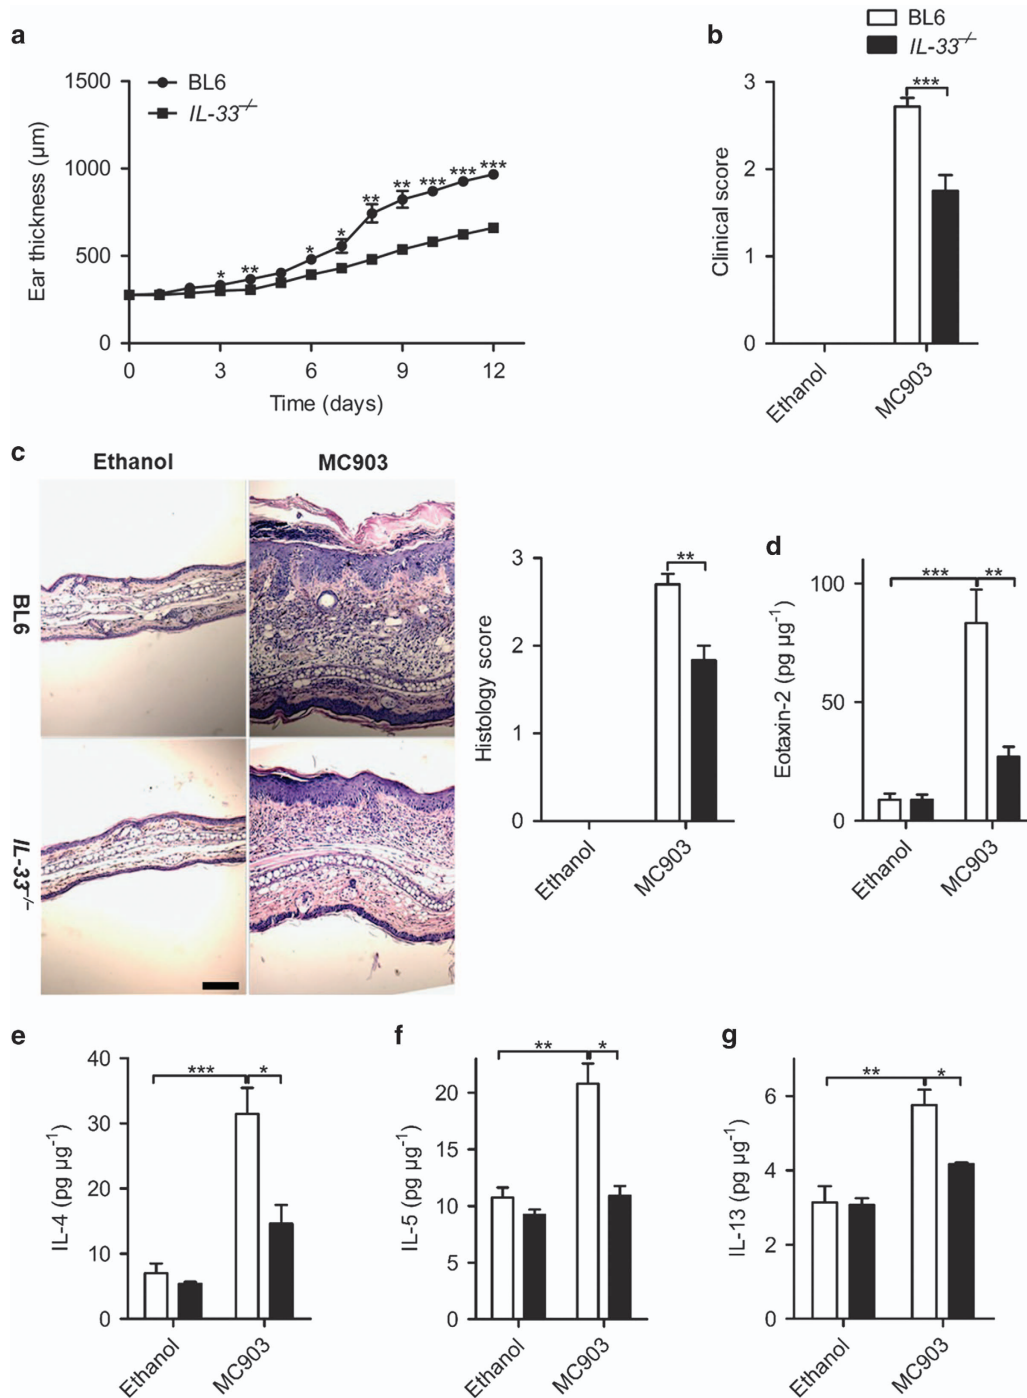 a
1500
1000
500
0
Ear thickness (µm)
BL6
IL-33⁻/⁻
* ** * * ** ** *** *** ***
0 3 6 9 12
Time (days)
b
BL6
IL-33⁻/⁻
3
2
1
0
Clinical score
***
Ethanol MC903
c
Ethanol MC903
BL6
IL-33⁻/⁻
3
2
1
0
Histology score
**
Ethanol MC903
d
100
50
0
Eotaxin-2 (pg µg⁻¹)
*** **
Ethanol MC903
e
40
30
20
10
0
IL-4 (pg µg⁻¹)
*** *
Ethanol MC903
f
20
15
10
5
0
IL-5 (pg µg⁻¹)
** *
Ethanol MC903
g
6
4
2
0
IL-13 (pg µg⁻¹)
** *
Ethanol MC903